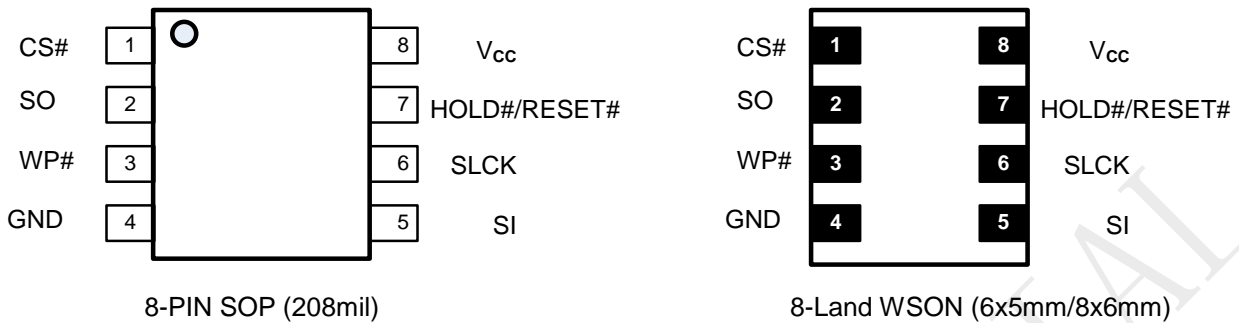 CS# 1 8 Vcc
SO 2 7 HOLD#/RESET#
WP# 3 6 SLCK
GND 4 5 SI
8-PIN SOP (208mil)
CS# 1 8 Vcc
SO 2 7 HOLD#/RESET#
WP# 3 6 SLCK
GND 4 5 SI
8-Land WSON (6x5mm/8x6mm)